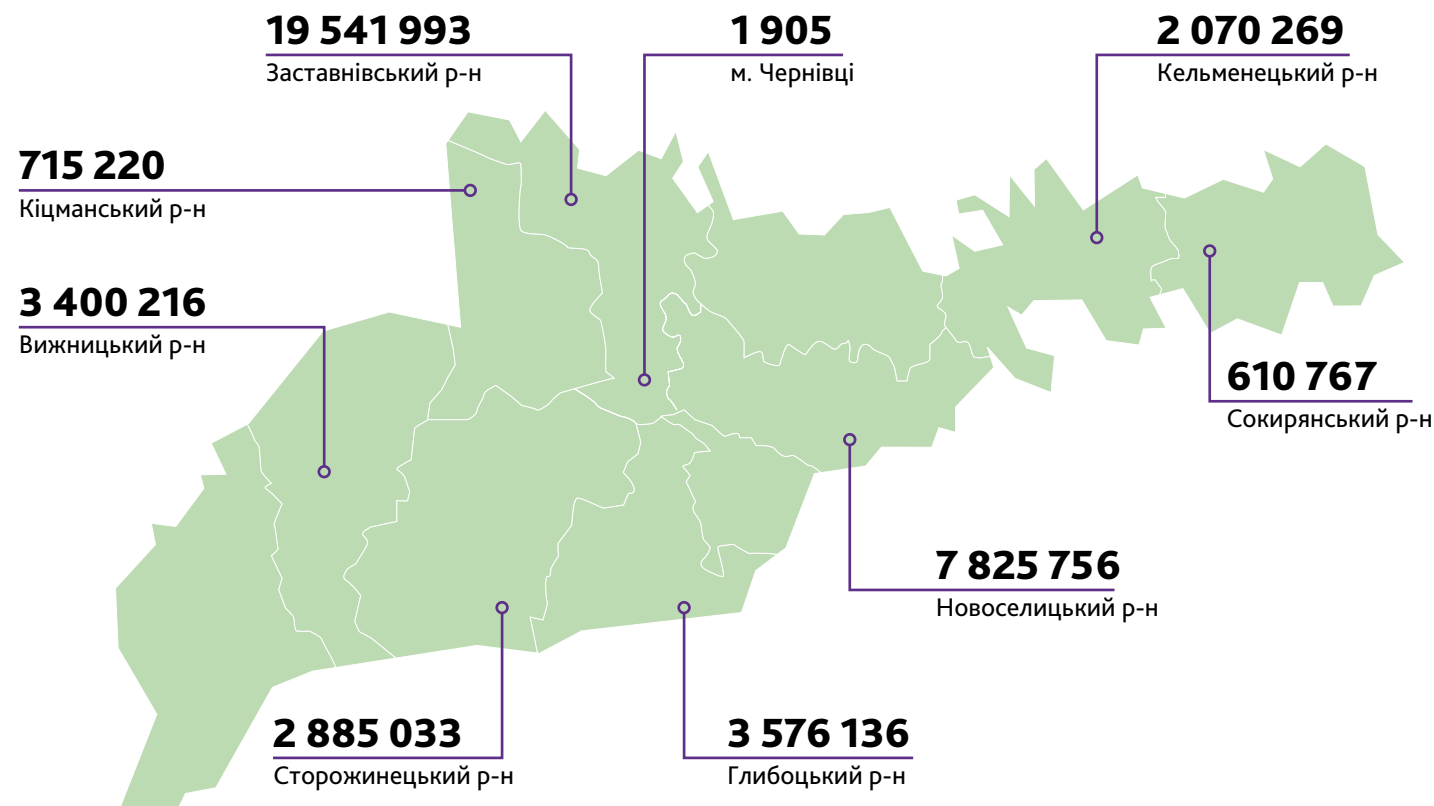 19 541 993
Заставнівський р-н
1 905
м. Чернівці
2 070 269
Кельменецький р-н
715 220
Кіцманський р-н
3 400 216
Вижницький р-н
610 767
Сокирянський р-н
7 825 756
Новоселицький р-н
2 885 033
Сторожинецький р-н
3 576 136
Глибоцький р-н